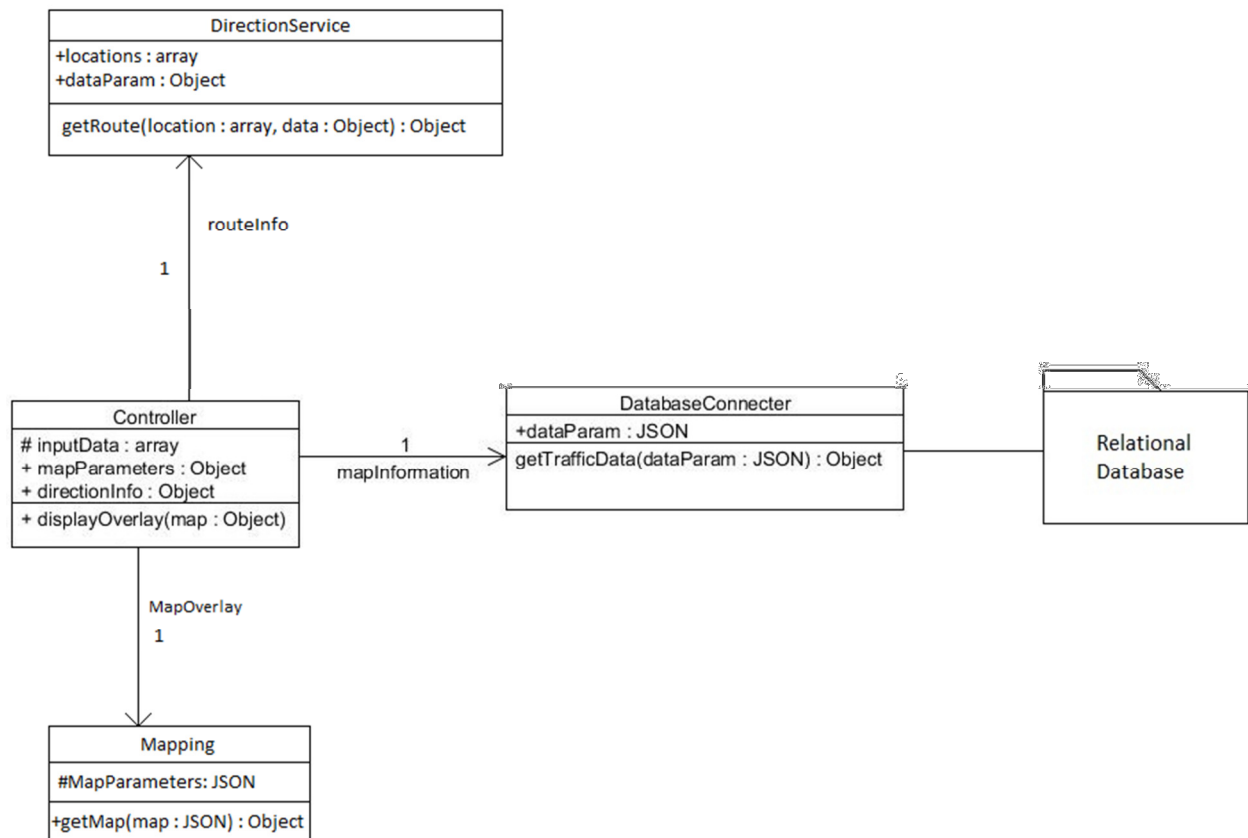 DirectionService
+locations : array
+dataParam : Object
getRoute(location : array, data : Object) : Object
routeInfo
1
Controller
# inputData : array
+ mapParameters : Object
+ directionInfo : Object
+ displayOverlay(map : Object)
1
mapInformation
DatabaseConnecter
+dataParam : JSON
getTrafficData(dataParam : JSON) : Object
Relational
Database
MapOverlay
1
Mapping
#MapParameters: JSON
+getMap(map : JSON) : Object